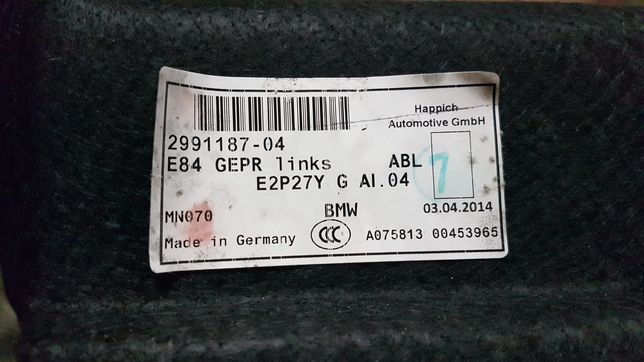 Happich
Automotive GmbH
2991187-04
E84 GEPR links ABL
E2P27Y G AI.04
7
MN070 BMW 03.04.2014
Made in Germany CCC A075813 00453965